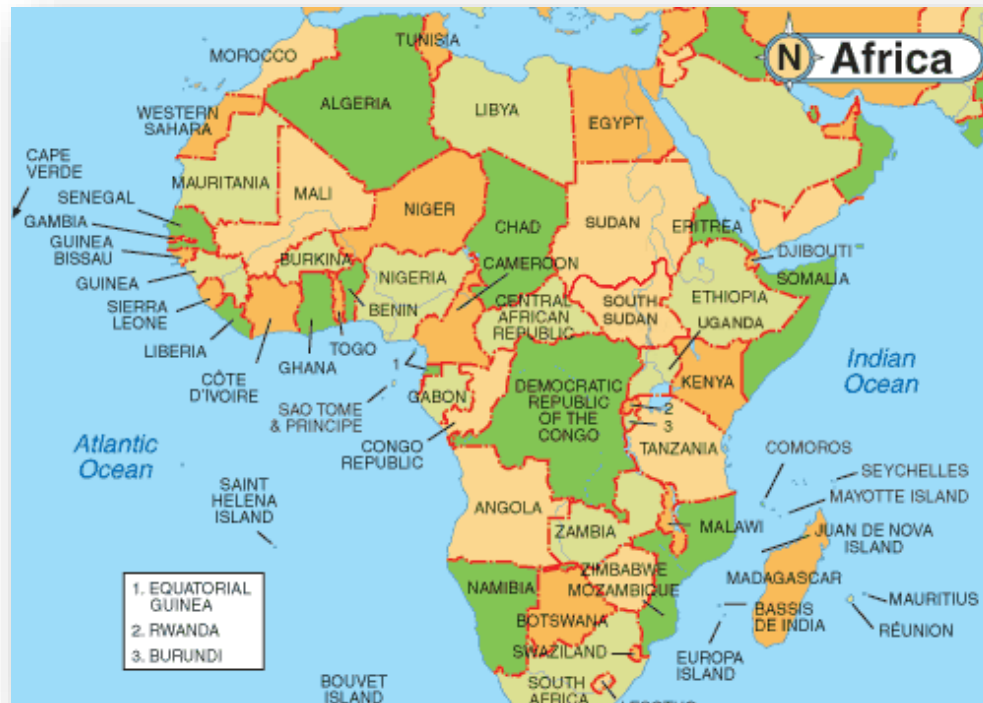 N Africa
MOROCCO
TUNISIA
ALGERIA
LIBYA
EGYPT
WESTERN
SAHARA
CAPE
VERDE
MAURITANIA
MALI
NIGER
CHAD
SUDAN
ERITREA
SENEGAL
GAMBIA
GUINEA
BISSAU
GUINEA
SIERRA
LEONE
LIBERIA
CÔTE
D'IVOIRE
BURKINA
GHANA
TOGO
BENIN
NIGERIA
CAMEROON
CENTRAL
AFRICAN
REPUBLIC
SOUTH
SUDAN
DJIBOUTI
SOMALIA
ETHIOPIA
UGANDA
KENYA
Indian
Ocean
1
SAO TOME
& PRINCIPE
GABON
CONGO
REPUBLIC
DEMOCRATIC
REPUBLIC
OF THE
CONGO
2
3
TANZANIA
Atlantic
Ocean
SAINT
HELENA
ISLAND
ANGOLA
ZAMBIA
MALAWI
COMOROS
SEYCHELLES
MAYOTTE ISLAND
JUAN DE NOVA
ISLAND
MADAGASCAR
MAURITIUS
RÉUNION
BASSIS
DE INDIA
EUROPA
ISLAND
ZIMBABWE
MOZAMBIQUE
NAMIBIA
BOTSWANA
SWAZILAND
SOUTH
AFRICA
LESOTHO
BOUVET
ISLAND
1. EQUATORIAL
GUINEA
2. RWANDA
3. BURUNDI